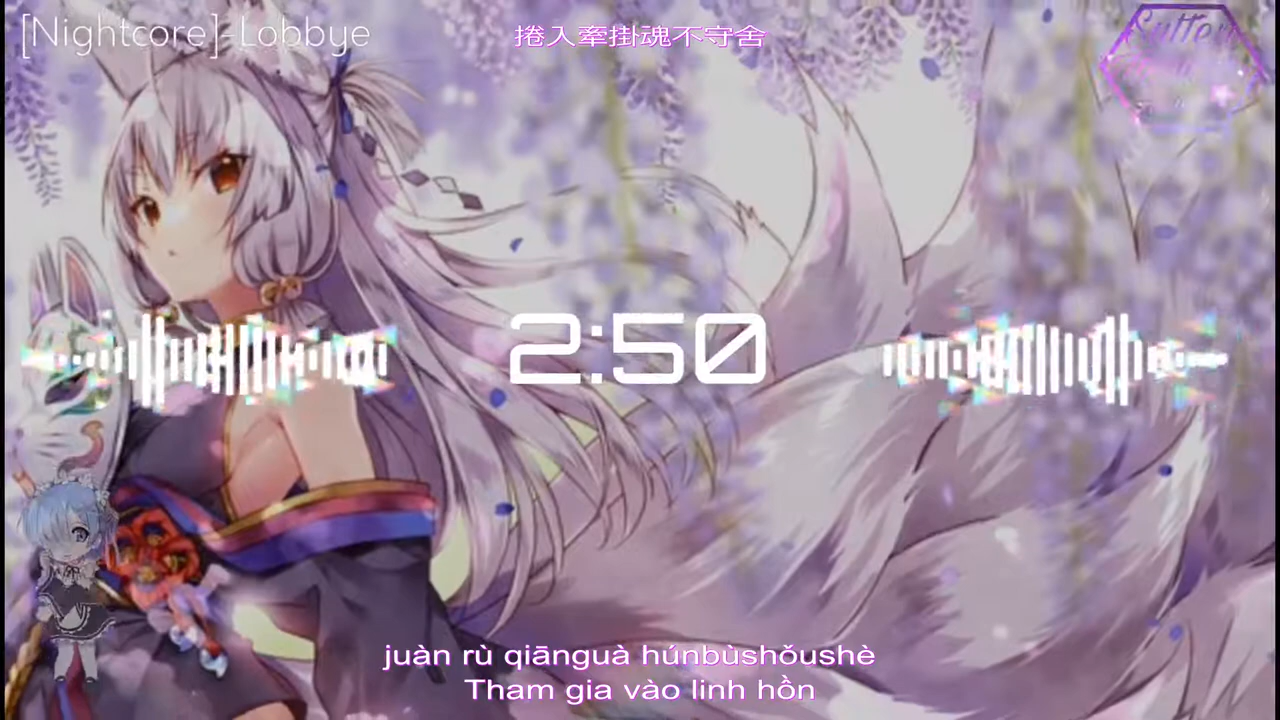 [Nightcore]-Lobbye
捲入牽掛魂不守舍
2:50
juàn rù qiānguà húnbùshǒushè
Tham gia vào linh hồn